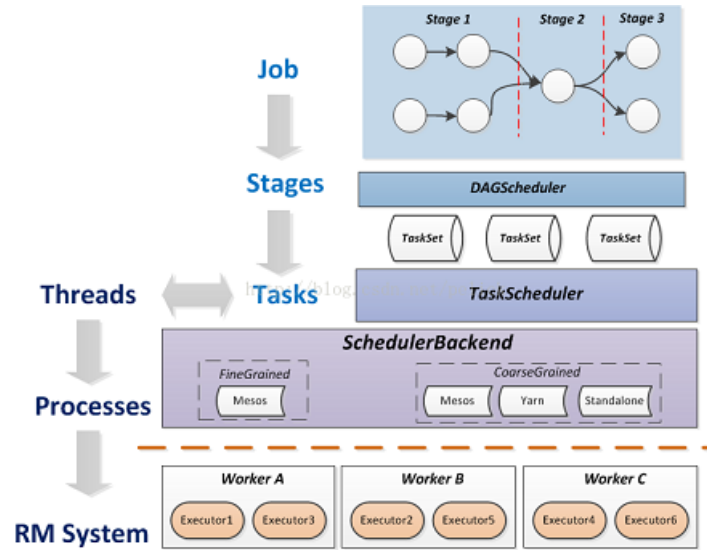 Stage 1 Stage 2 Stage 3
Job
Stages
DAGScheduler
TaskSet TaskSet TaskSet
Threads
Tasks
TaskScheduler
SchedulerBackend
FineGrained
Mesos
CoarseGrained
Mesos Yarn Standalone
Processes
Worker A Worker B Worker C
Executor1 Executor3 Executor2 Executor5 Executor4 Executor6
RM System